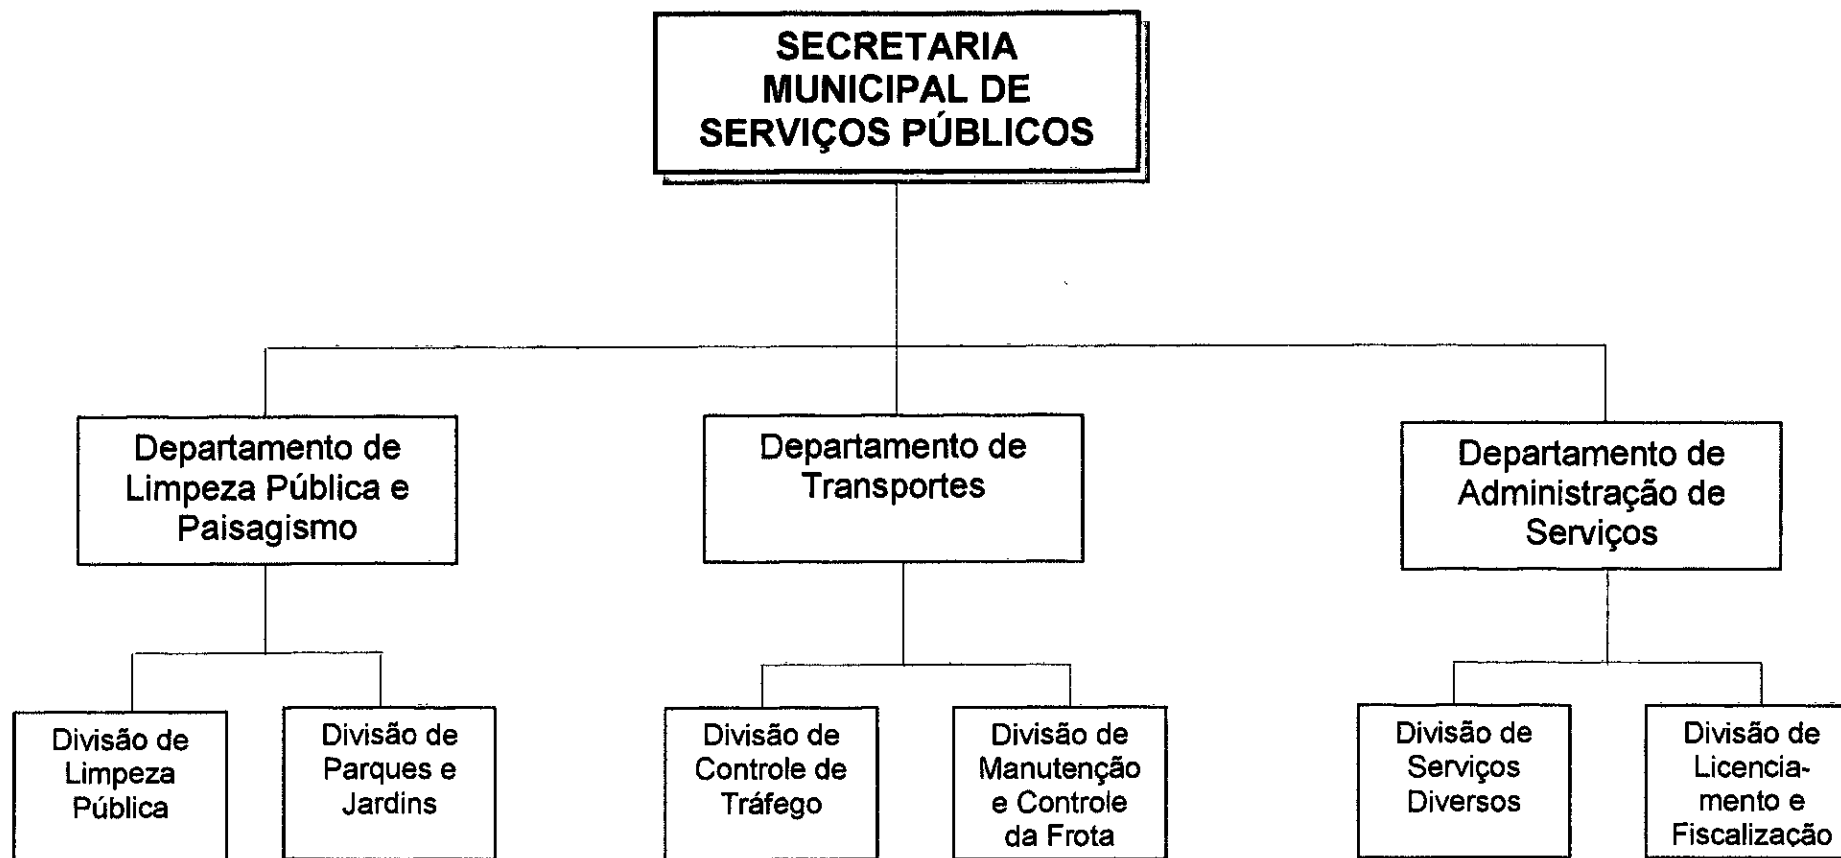 SECRETARIA
MUNICIPAL DE
SERVIÇOS PÚBLICOS
Departamento de
Limpeza Pública e
Paisagismo
Departamento de
Transportes
Departamento de
Administração de
Serviços
Divisão de
Limpeza
Pública
Divisão de
Parques e
Jardins
Divisão de
Controle de
Tráfego
Divisão de
Manutenção
e Controle
da Frota
Divisão de
Serviços
Diversos
Divisão de
Licencia-
mento e
Fiscalização